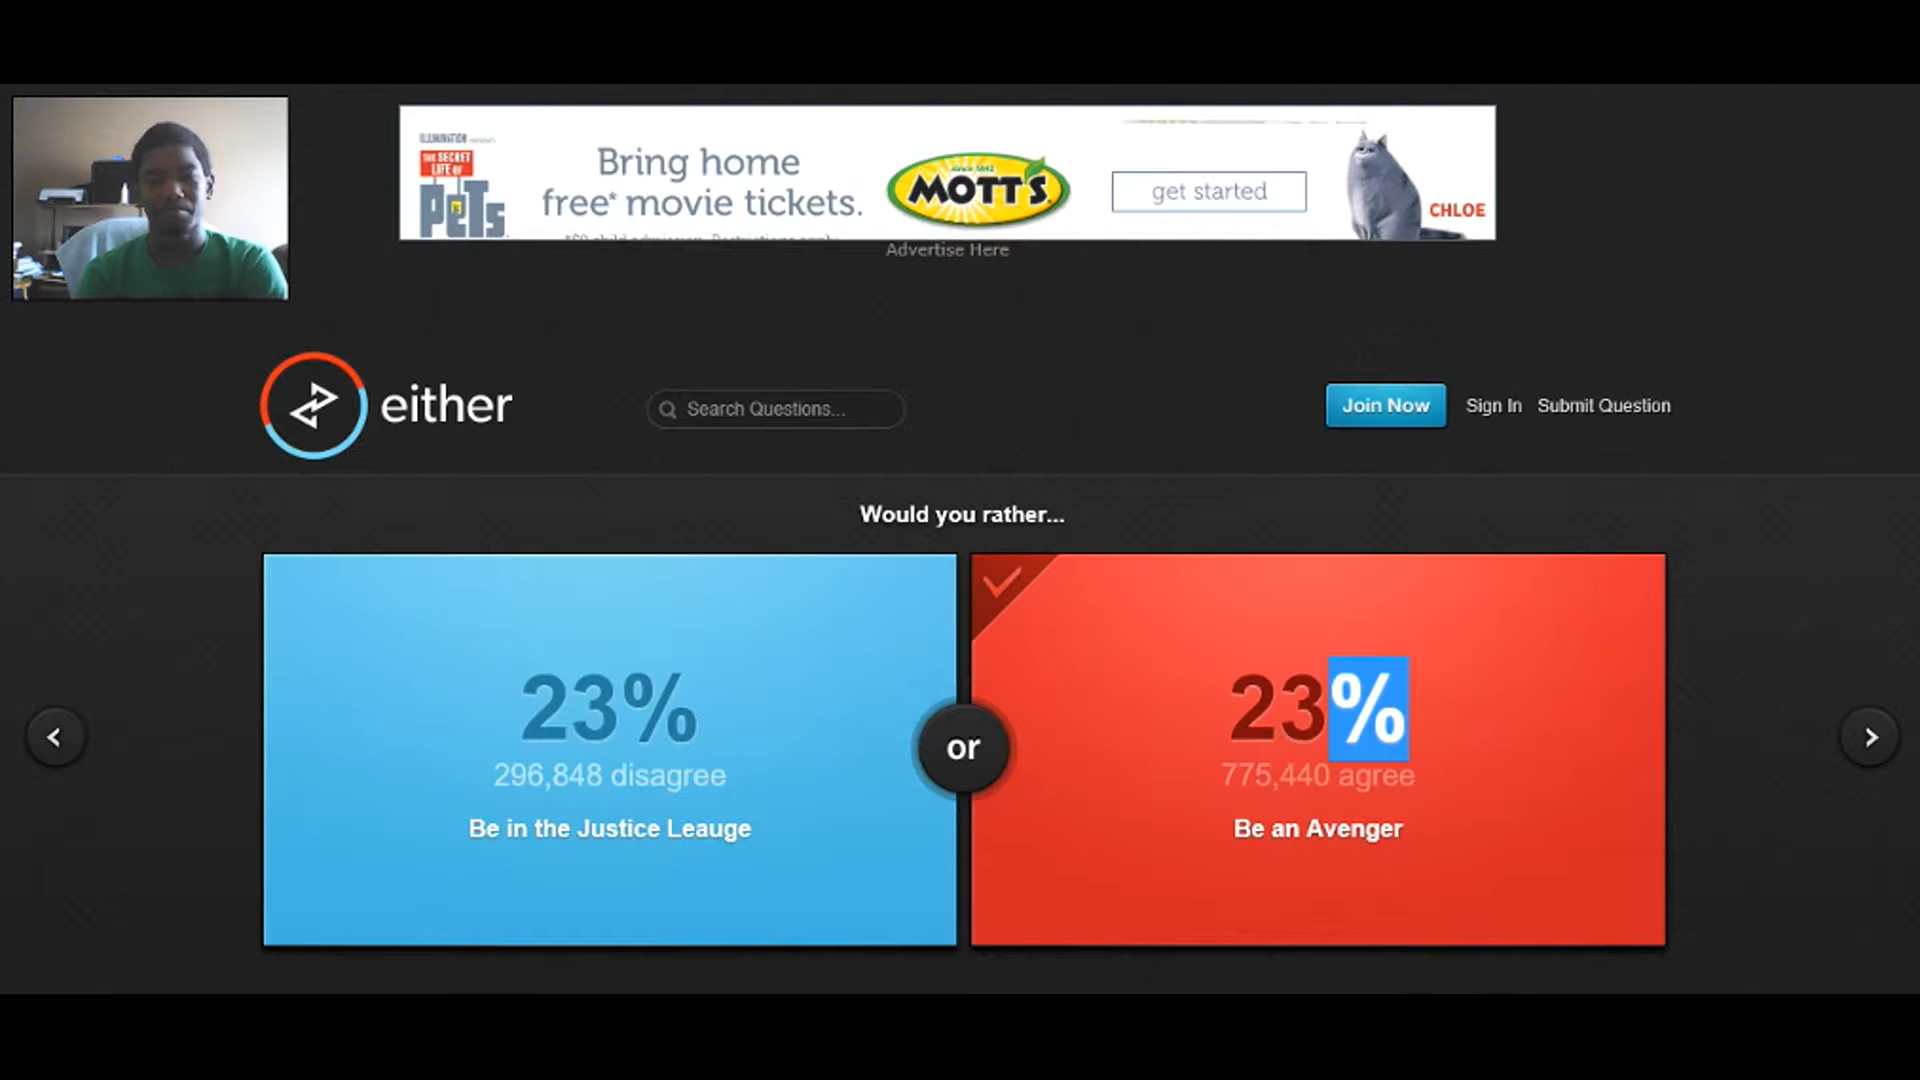 ILLUMINATION PRESENTS
THE SECRET
LIFE OF
PETS
Bring home
free* movie tickets.
MOTT'S
get started
CHLOE
Advertise Here
either
Search Questions...
Join Now
Sign In
Submit Question
Would you rather...
23%
296,848 disagree
Be in the Justice Leauge
or
23%
775,440 agree
Be an Avenger